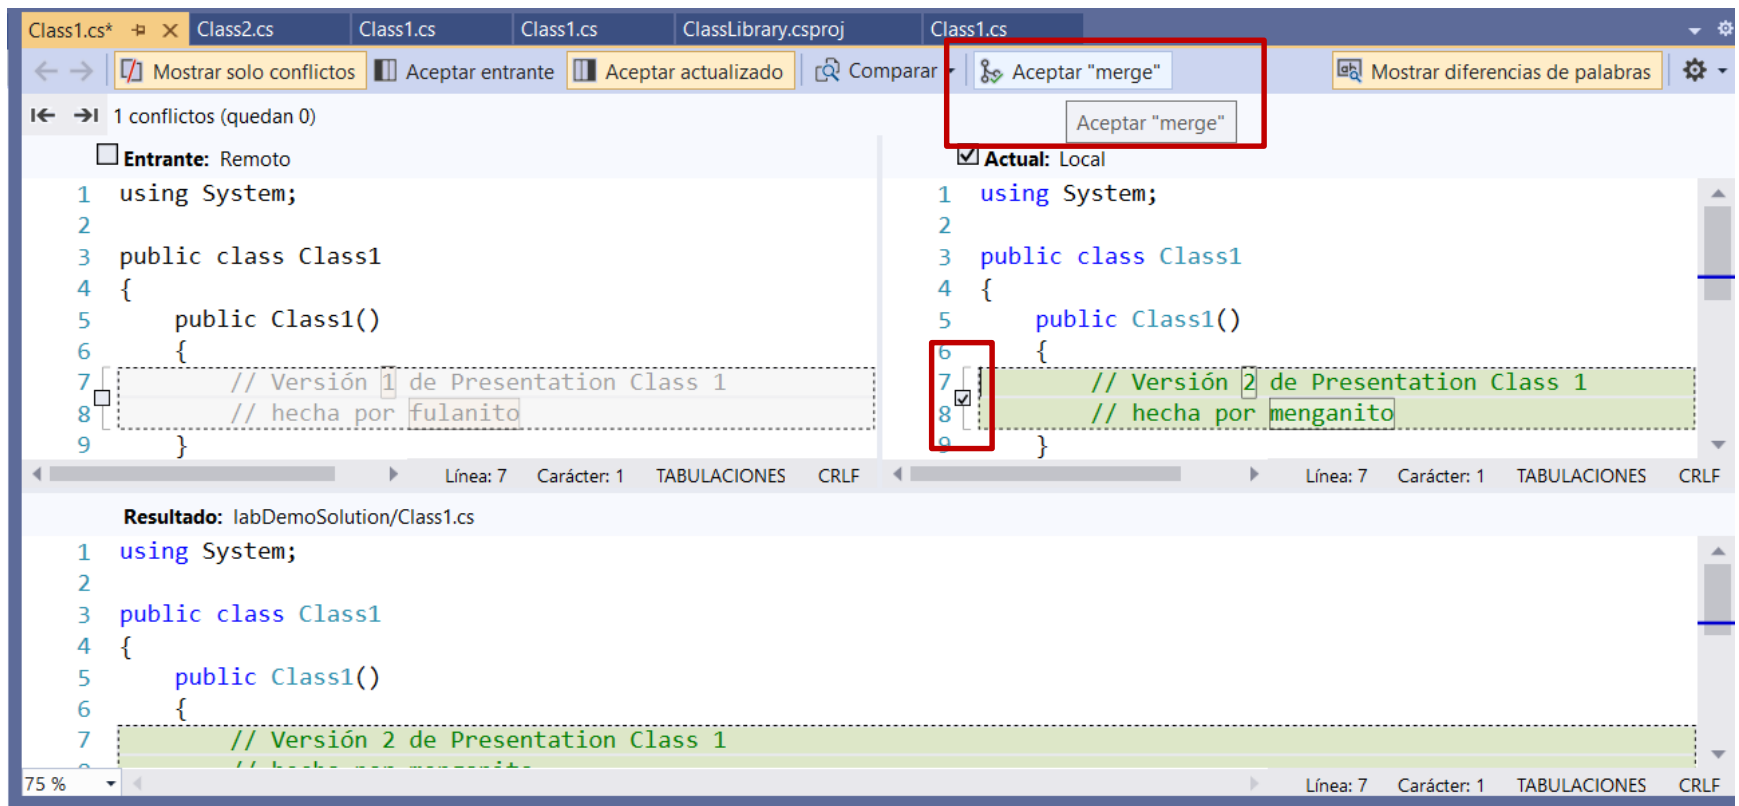 Class1.cs* Class2.cs Class1.cs Class1.cs ClassLibrary.csproj Class1.cs
Mostrar solo conflictos Aceptar entrante Aceptar actualizado Comparar Aceptar "merge" Mostrar diferencias de palabras
1 conflictos (quedan 0)
Aceptar "merge"
Entrante: Remoto
1 using System;
2
3 public class Class1
4 {
5 public Class1()
6 {
7 // Versión 1 de Presentation Class 1
8 // hecha por fulanito
9 }
Línea: 7 Carácter: 1 TABULACIONES CRLF
Actual: Local
1 using System;
2
3 public class Class1
4 {
5 public Class1()
6 {
7 // Versión 2 de Presentation Class 1
8 // hecha por menganito
9 }
Línea: 7 Carácter: 1 TABULACIONES CRLF
Resultado: labDemoSolution/Class1.cs
1 using System;
2
3 public class Class1
4 {
5 public Class1()
6 {
7 // Versión 2 de Presentation Class 1
8 // hecha por menganito
75 % Línea: 7 Carácter: 1 TABULACIONES CRLF